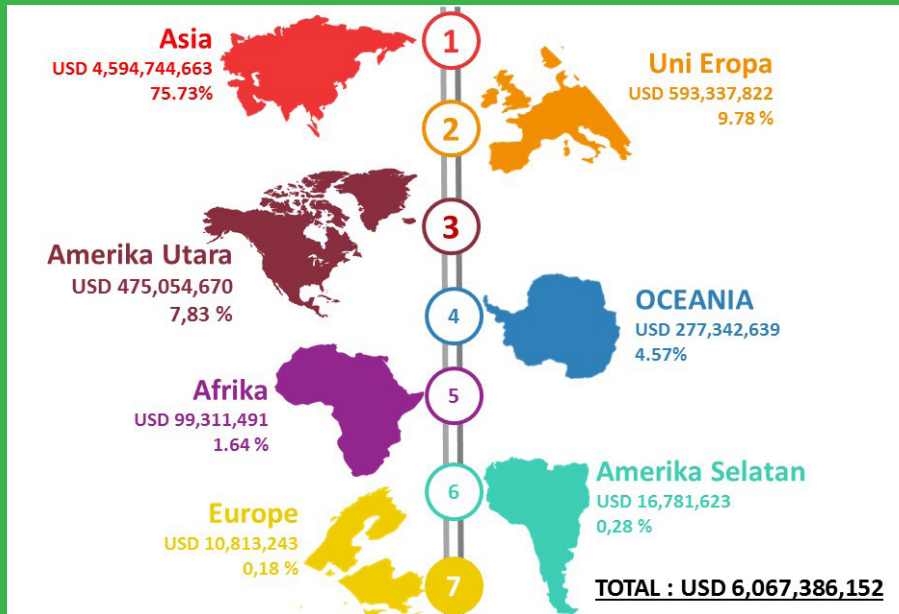 Asia
USD 4,594,744,663
75.73%
1
Uni Eropa
USD 593,337,822
9.78 %
2
Amerika Utara
USD 475,054,670
7,83 %
3
OCEANIA
USD 277,342,639
4.57%
4
Afrika
USD 99,311,491
1.64 %
5
Amerika Selatan
USD 16,781,623
0,28 %
6
Europe
USD 10,813,243
0,18 %
7
TOTAL : USD 6,067,386,152